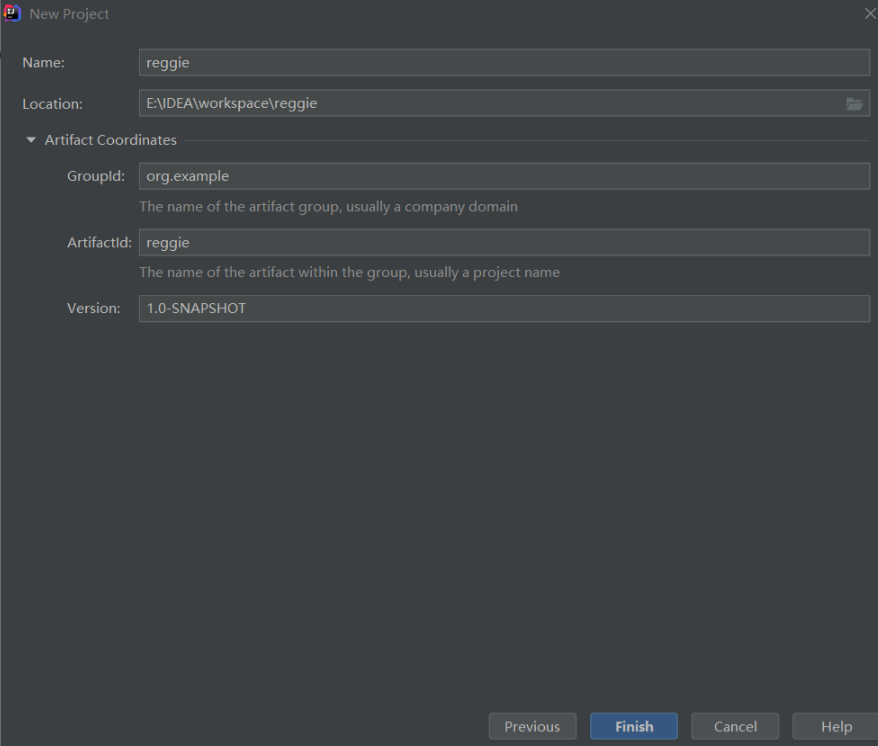 New Project
Name: reggie
Location: E:\IDEA\workspace\reggie
Artifact Coordinates
GroupId: org.example
The name of the artifact group, usually a company domain
ArtifactId: reggie
The name of the artifact within the group, usually a project name
Version: 1.0-SNAPSHOT
Previous Finish Cancel Help